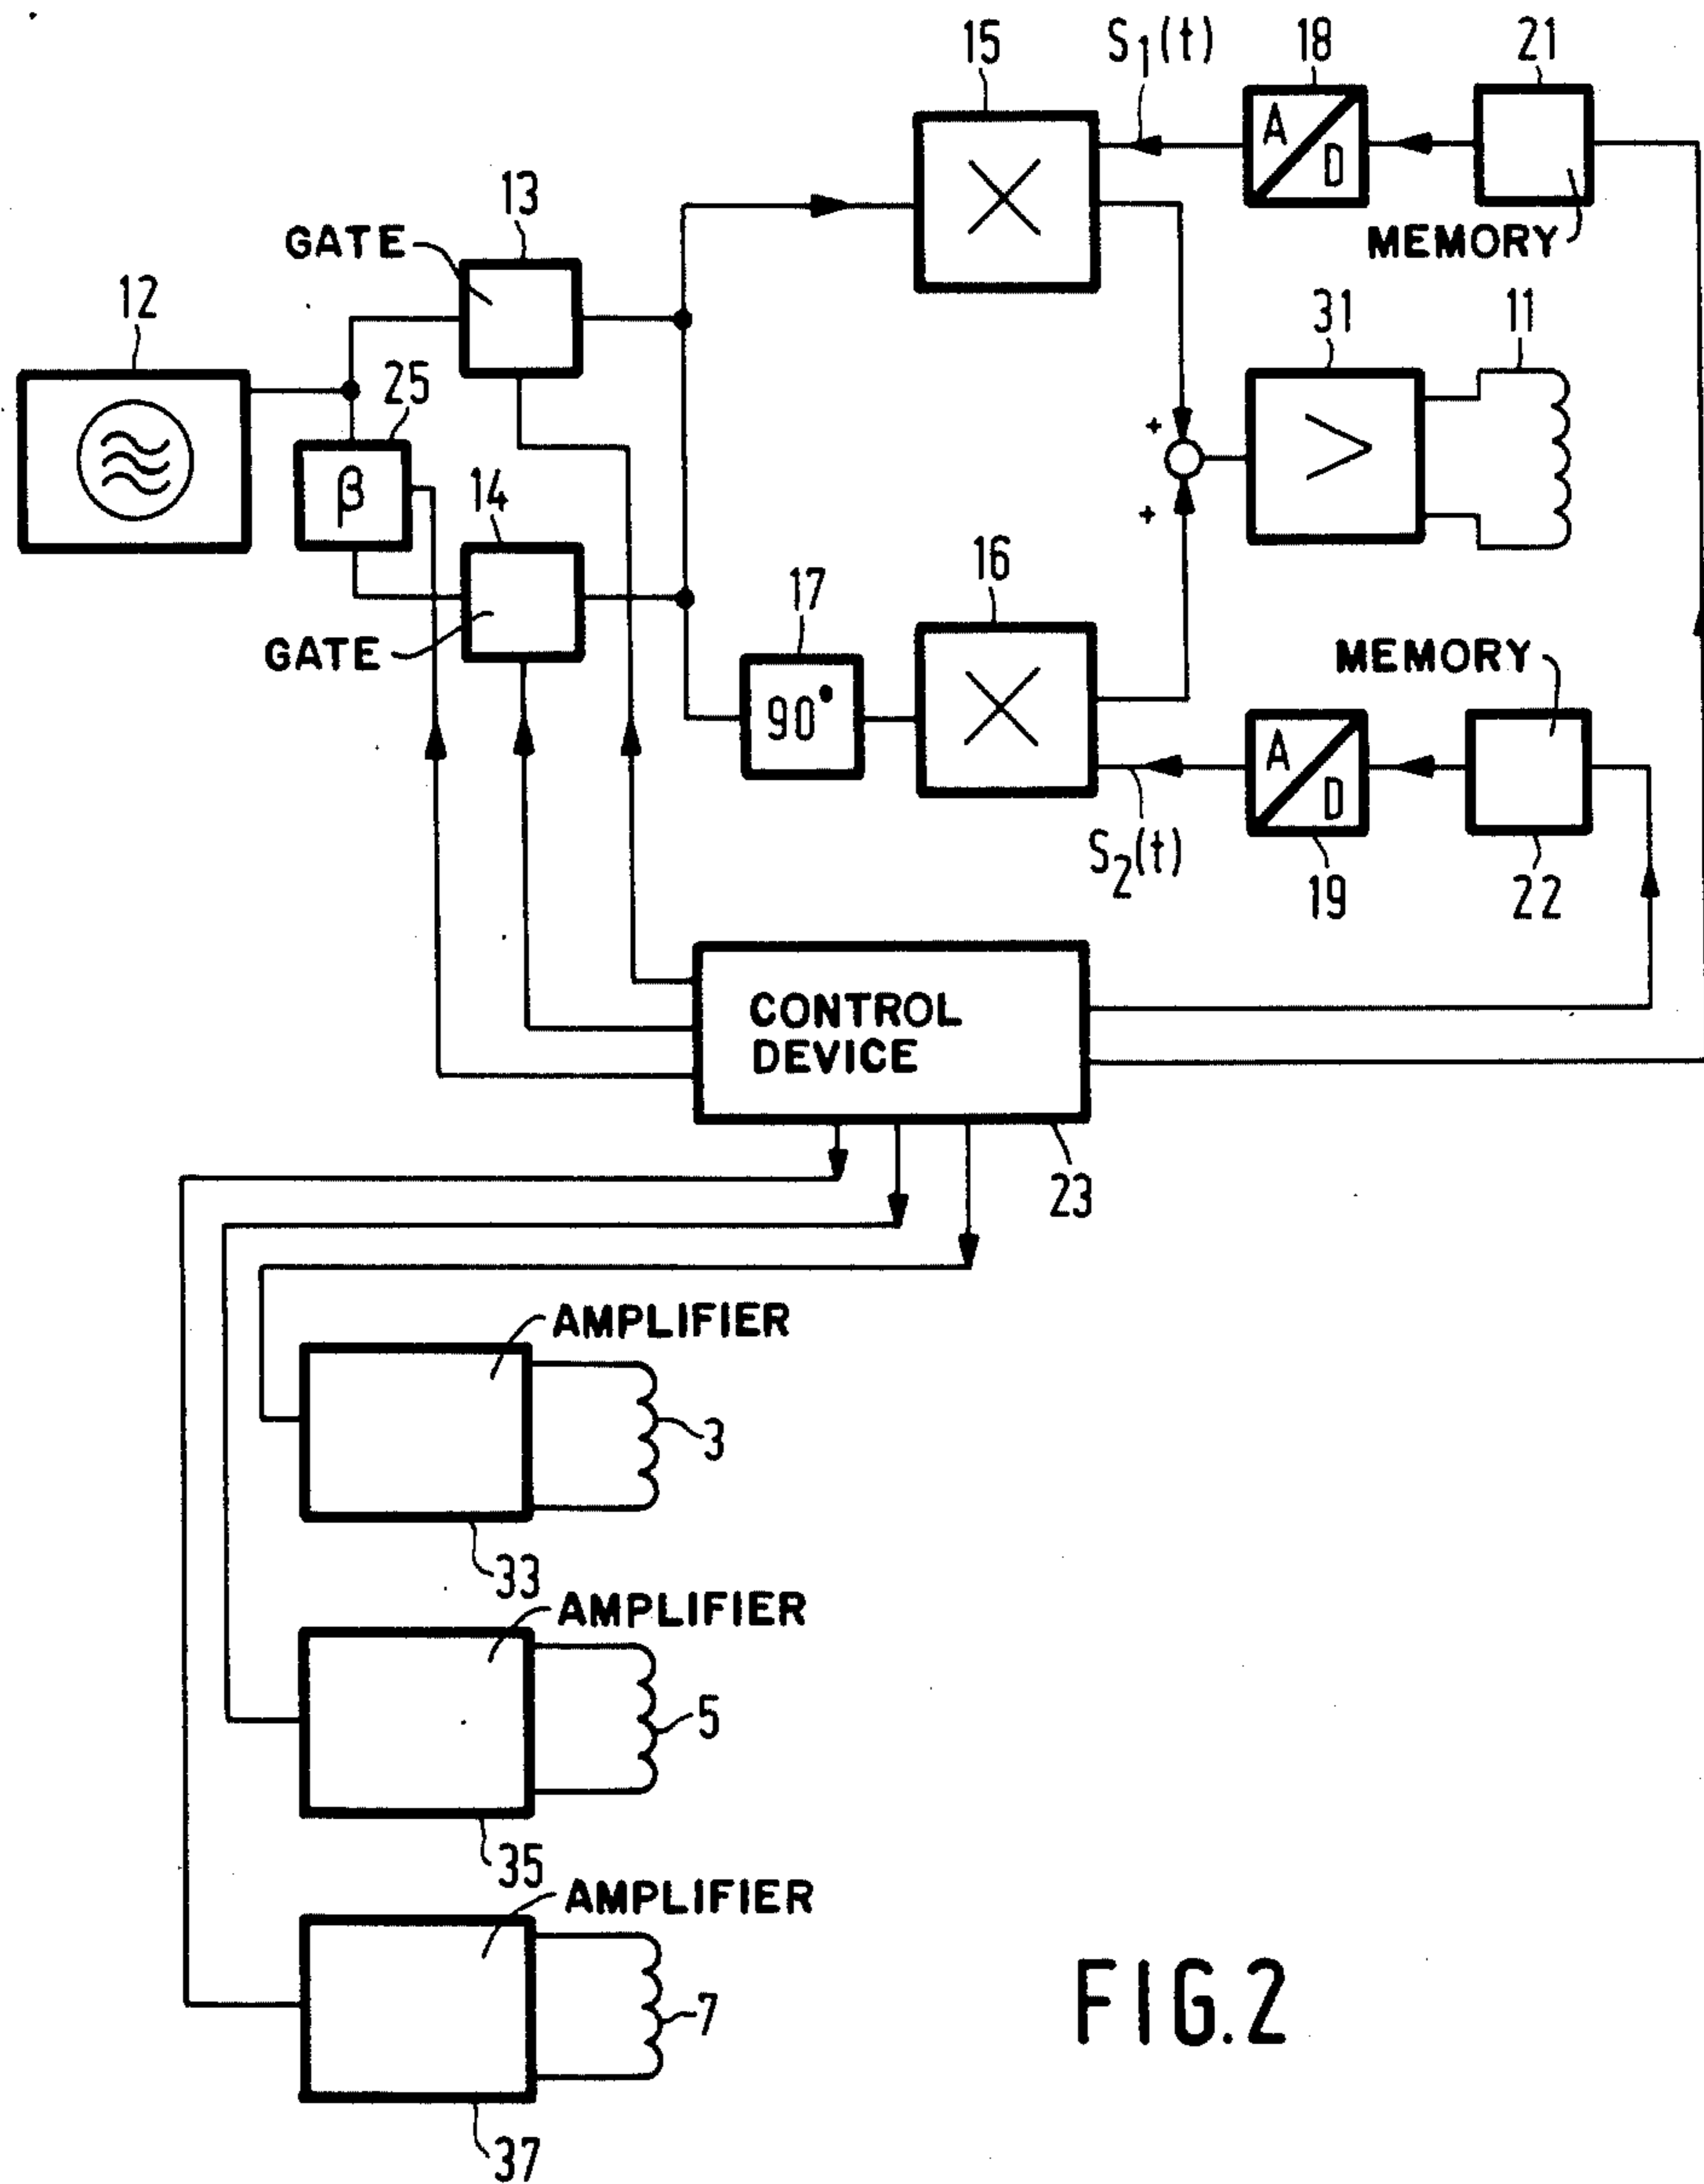 15
S1(t)
18
21
A
D
13
GATE
MEMORY
12
31
11
25
β
+
>
14
+
16
17
GATE
MEMORY
90°
A
D
S2(t)
19
22
CONTROL
DEVICE
23
AMPLIFIER
3
33
AMPLIFIER
5
35
AMPLIFIER
7
FIG.2
37